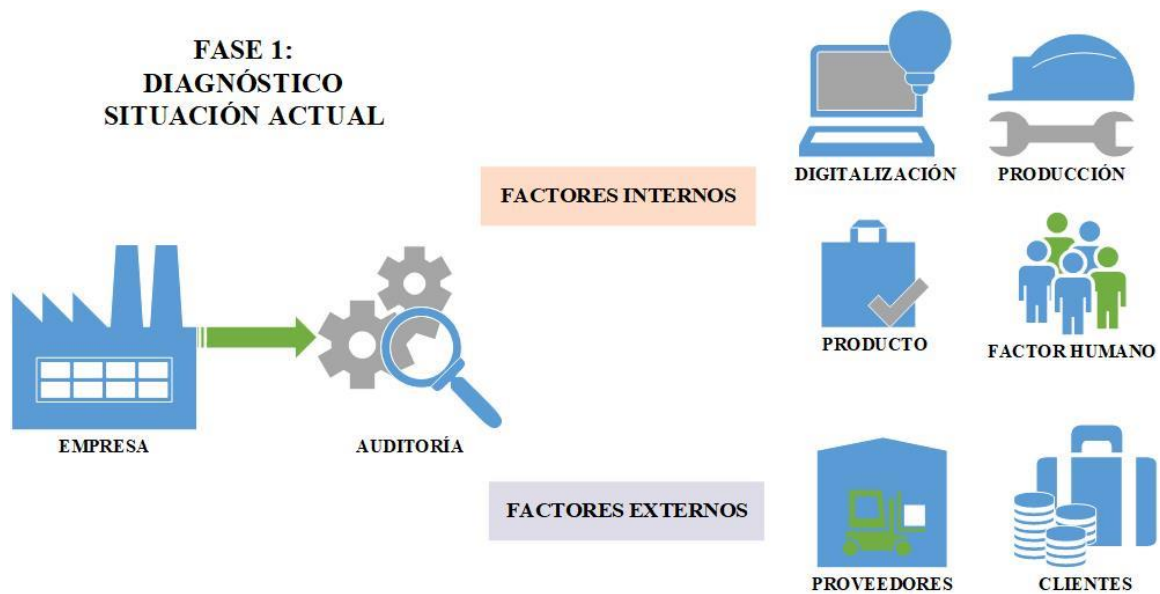 FASE 1:
DIAGNÓSTICO
SITUACIÓN ACTUAL
EMPRESA
AUDITORÍA
FACTORES INTERNOS
DIGITALIZACIÓN
PRODUCCIÓN
PRODUCTO
FACTOR HUMANO
FACTORES EXTERNOS
PROVEEDORES
CLIENTES